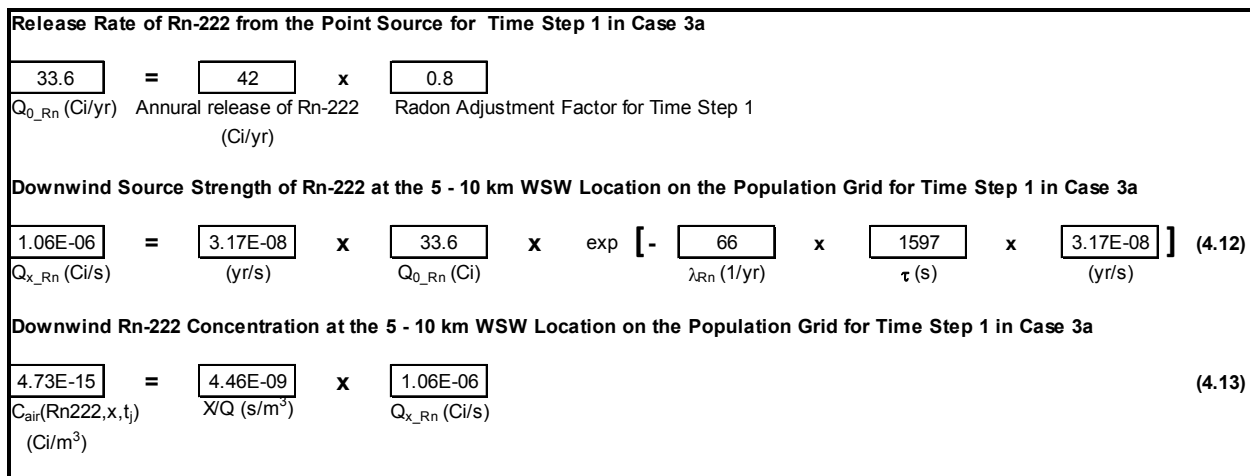 Release Rate of Rn-222 from the Point Source for Time Step 1 in Case 3a
33.6 = 42 x 0.8
Q0_Rn (Ci/yr) Annural release of Rn-222 Radon Adjustment Factor for Time Step 1
(Ci/yr)
Downwind Source Strength of Rn-222 at the 5 - 10 km WSW Location on the Population Grid for Time Step 1 in Case 3a
1.06E-06 = 3.17E-08 x 33.6 x exp [- 66 x 1597 x 3.17E-08 ] (4.12)
Qx_Rn (Ci/s) (yr/s) Q0_Rn (Ci) λRn (1/yr) τ (s) (yr/s)
Downwind Rn-222 Concentration at the 5 - 10 km WSW Location on the Population Grid for Time Step 1 in Case 3a
4.73E-15 = 4.46E-09 x 1.06E-06 (4.13)
Cair(Rn222,x,tj) X/Q (s/m3) Qx_Rn (Ci/s)
(Ci/m3)